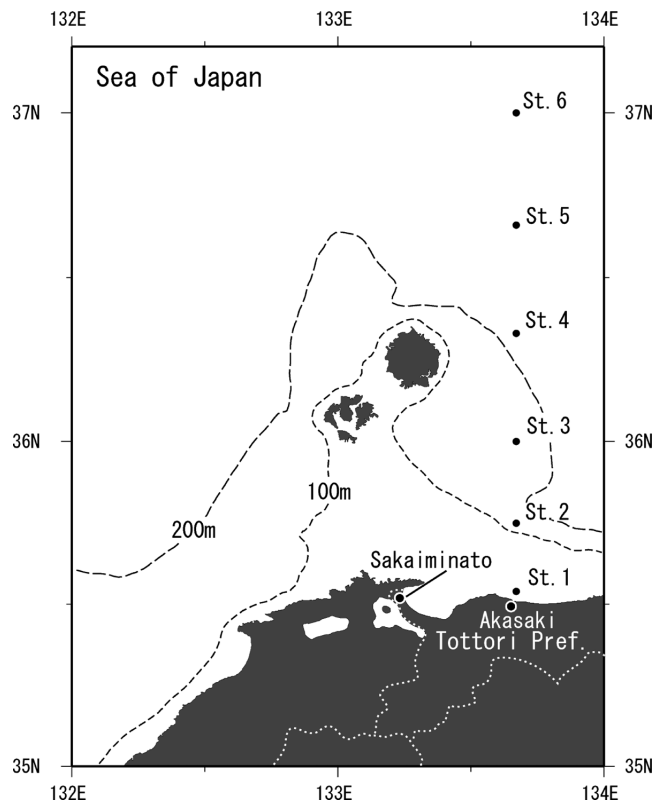 132E 133E 134E
Sea of Japan
37N 37N
St. 6
St. 5
St. 4
36N 36N
St. 3
100m
St. 2
200m
Sakaiminato
St. 1
Akasaki
Tottori Pref.
35N 35N
132E 133E 134E